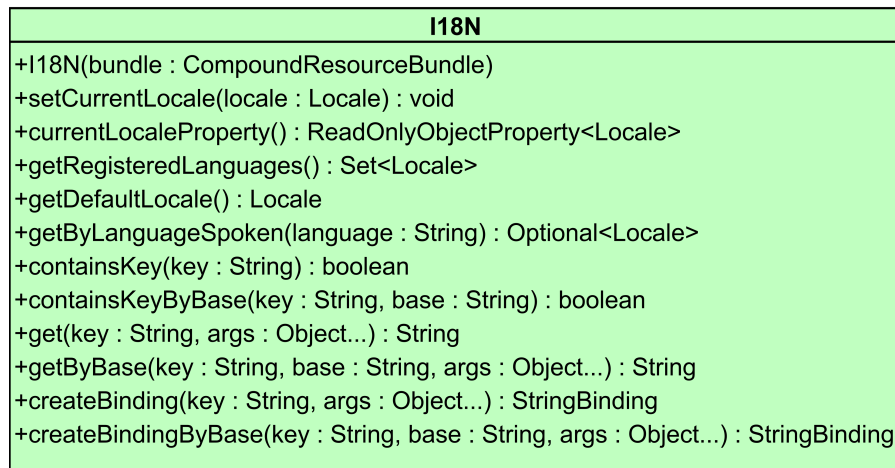 I18N
+I18N(bundle : CompoundResourceBundle)
+setCurrentLocale(locale : Locale) : void
+currentLocaleProperty() : ReadOnlyObjectProperty<Locale>
+getRegisteredLanguages() : Set<Locale>
+getDefaultLocale() : Locale
+getByLanguageSpoken(language : String) : Optional<Locale>
+containsKey(key : String) : boolean
+containsKeyByBase(key : String, base : String) : boolean
+get(key : String, args : Object...) : String
+getByBase(key : String, base : String, args : Object...) : String
+createBinding(key : String, args : Object...) : StringBinding
+createBindingByBase(key : String, base : String, args : Object...) : StringBinding